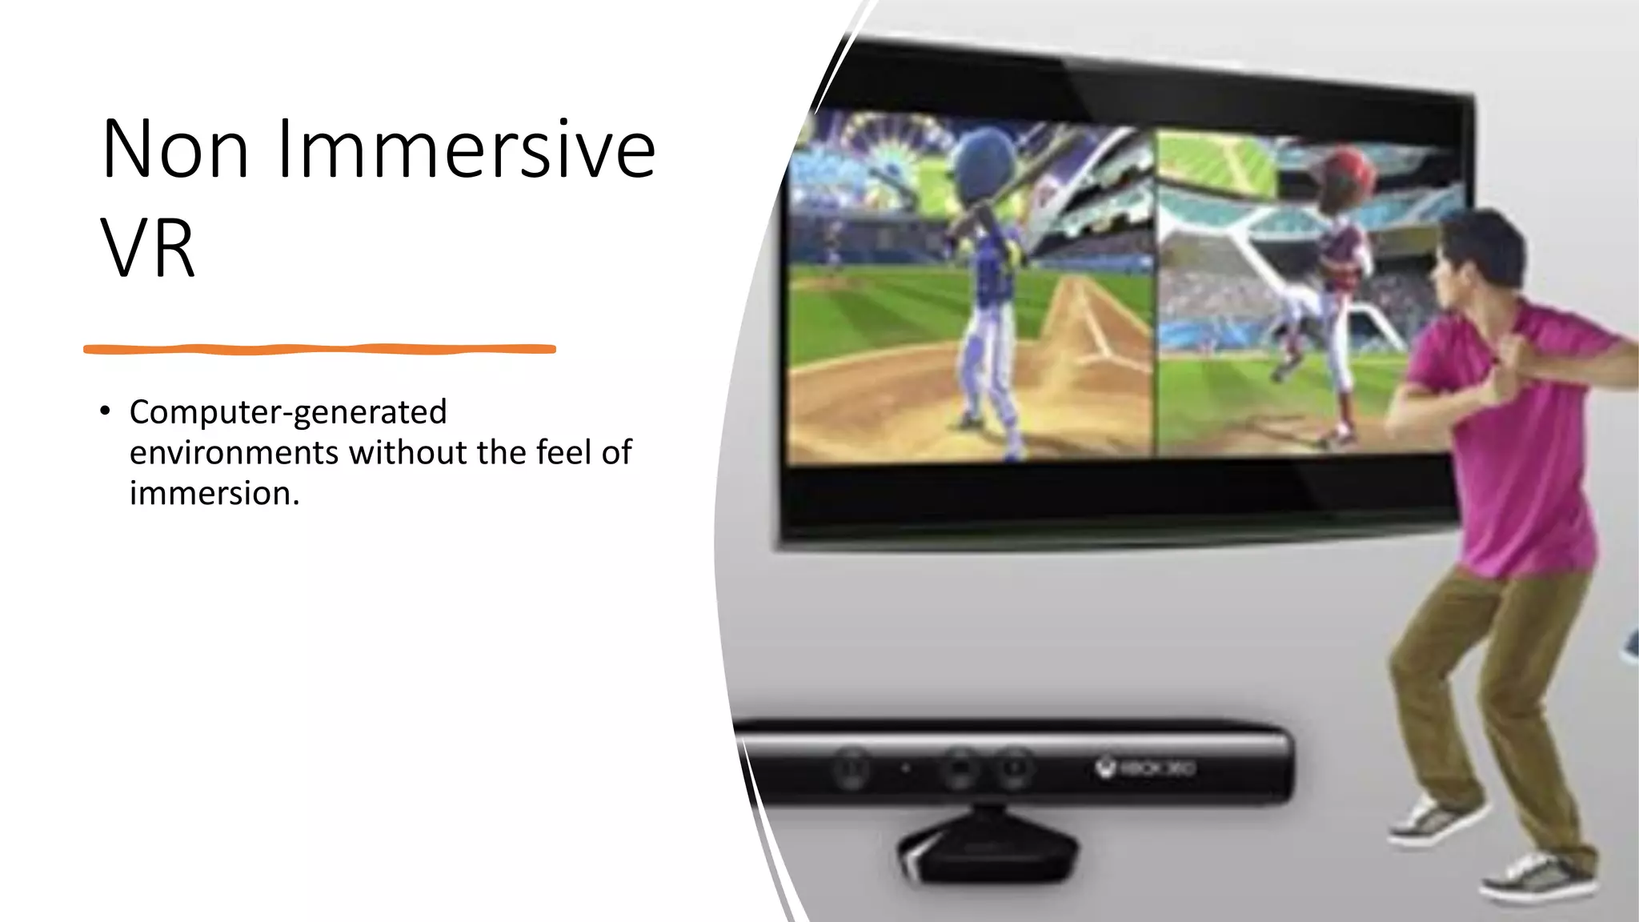 Non Immersive
VR
• Computer-generated
environments without the feel of
immersion.
XBOX 360